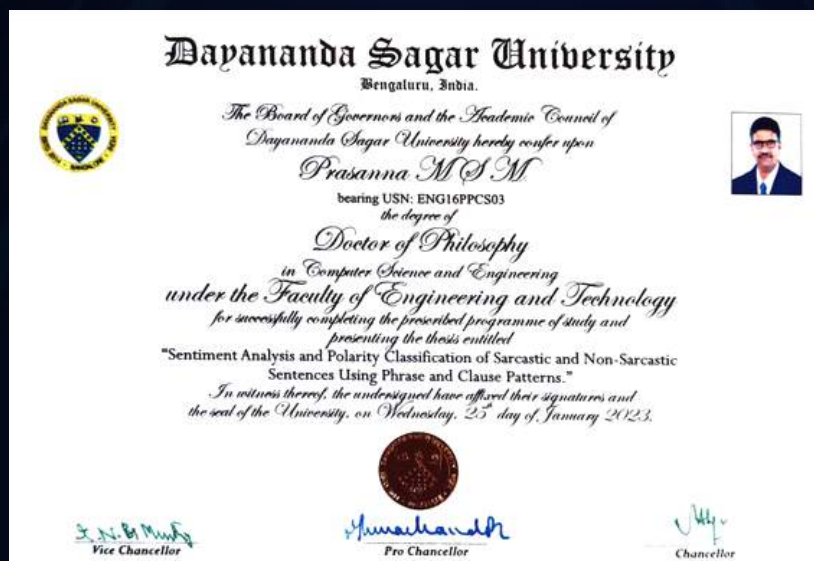 Dayananda Sagar University
Bengaluru, India.
The Board of Governors and the Academic Council of
Dayananda Sagar University hereby confer upon
Prasanna M S M
bearing USN: ENG16PPCS03
the degree of
Doctor of Philosophy
in Computer Science and Engineering
under the Faculty of Engineering and Technology
for successfully completing the prescribed programme of study and
presenting the thesis entitled
"Sentiment Analysis and Polarity Classification of Sarcastic and Non-Sarcastic
Sentences Using Phrase and Clause Patterns."
In witness thereof, the undersigned have affixed their signatures and
the seal of the University, on Wednesday, 25th day of January 2023.
Vice Chancellor
Pro Chancellor
Chancellor